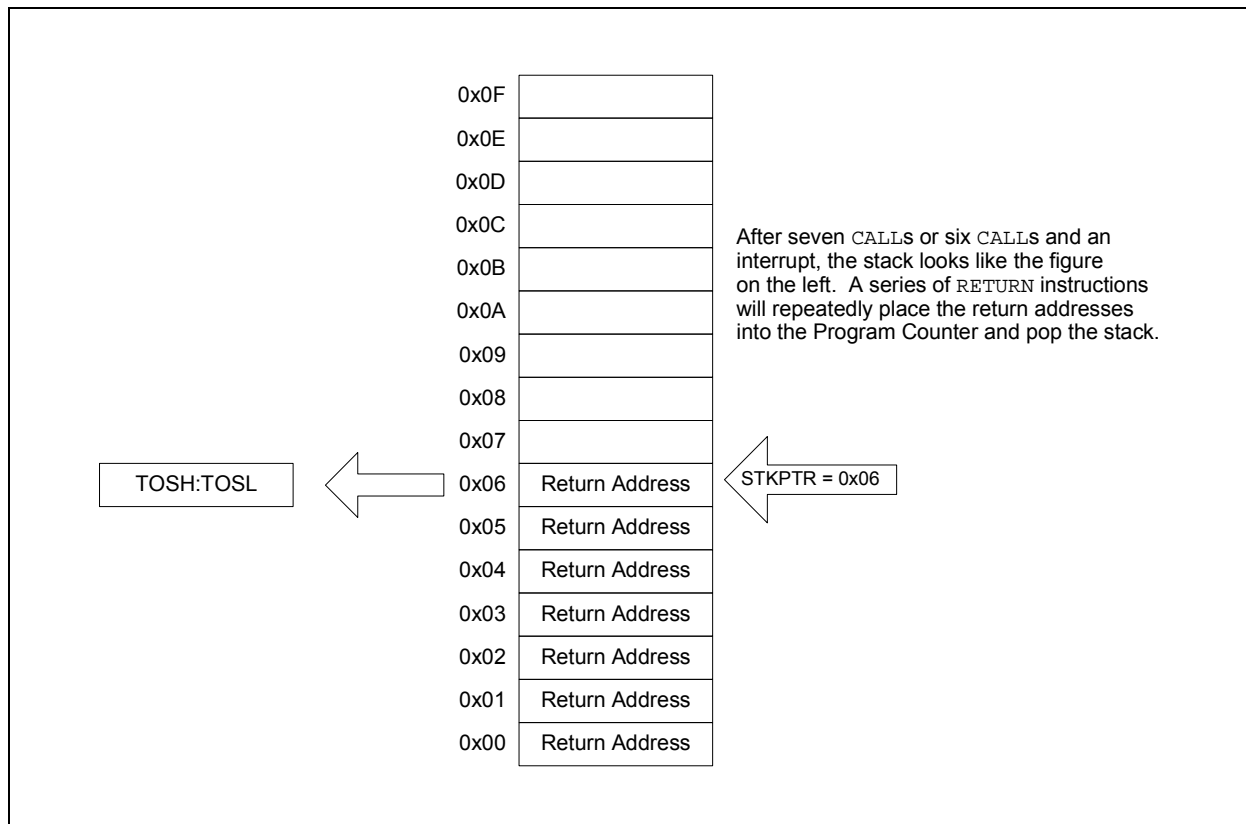 0x0F
0x0E
0x0D
0x0C
0x0B
0x0A
0x09
0x08
0x07
After seven CALLs or six CALLs and an
interrupt, the stack looks like the figure
on the left. A series of RETURN instructions
will repeatedly place the return addresses
into the Program Counter and pop the stack.
TOSH:TOSL
0x06 Return Address
STKPTR = 0x06
0x05 Return Address
0x04 Return Address
0x03 Return Address
0x02 Return Address
0x01 Return Address
0x00 Return Address